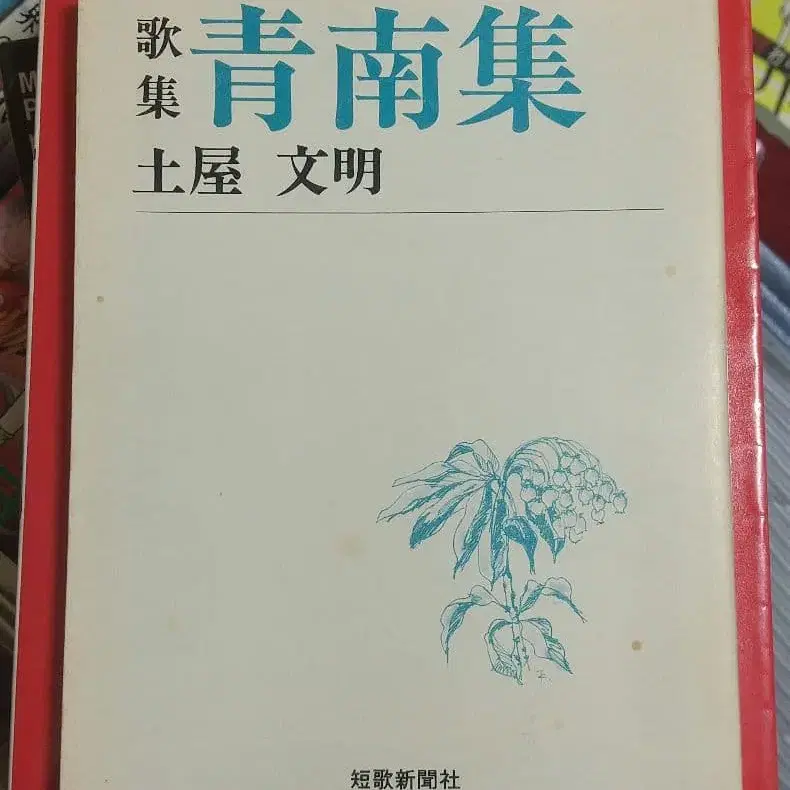 歌集 青南集
土屋 文明
短歌新聞社